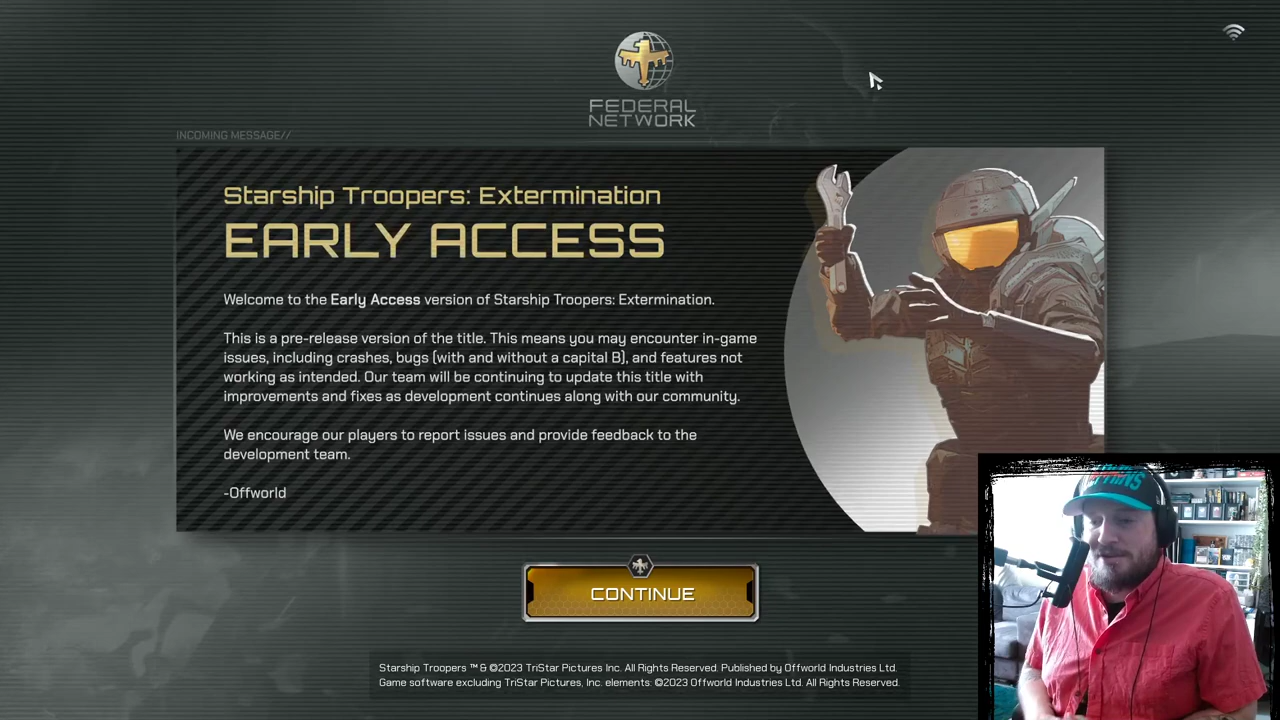 FEDERAL
NETWORK
INCOMING MESSAGE//
Starship Troopers: Extermination
EARLY ACCESS
Welcome to the Early Access version of Starship Troopers: Extermination.
This is a pre-release version of the title. This means you may encounter in-game
issues, including crashes, bugs [with and without a capital B], and features not
working as intended. Our team will be continuing to update this title with
improvements and fixes as development continues along with our community.
We encourage our players to report issues and provide feedback to the
development team.
-Offworld
CONTINUE
Starship Troopers ™ & ©2023 TriStar Pictures Inc. All Rights Reserved. Published by Offworld Industries Ltd.
Game software excluding TriStar Pictures, Inc. elements: ©2023 Offworld Industries Ltd. All Rights Reserved.